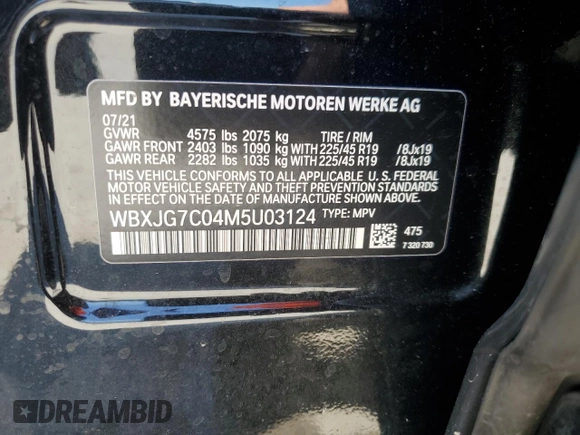 MFD BY BAYERISCHE MOTOREN WERKE AG
07/21
GVWR 4575 lbs 2075 kg TIRE / RIM
GAWR FRONT 2403 lbs 1090 kg WITH 225/45 R19 /8Jx19
GAWR REAR 2282 lbs 1035 kg WITH 225/45 R19 /8Jx19
THIS VEHICLE CONFORMS TO ALL APPLICABLE U. S. FEDERAL
MOTOR VEHICLE SAFETY, BUMPER, AND THEFT PREVENTION STANDARDS
IN EFFECT ON THE DATE OF MANUFACTURE SHOWN ABOVE.
WBXJG7C04M5U03124 TYPE: MPV
475
7 320 730
DREAMBID